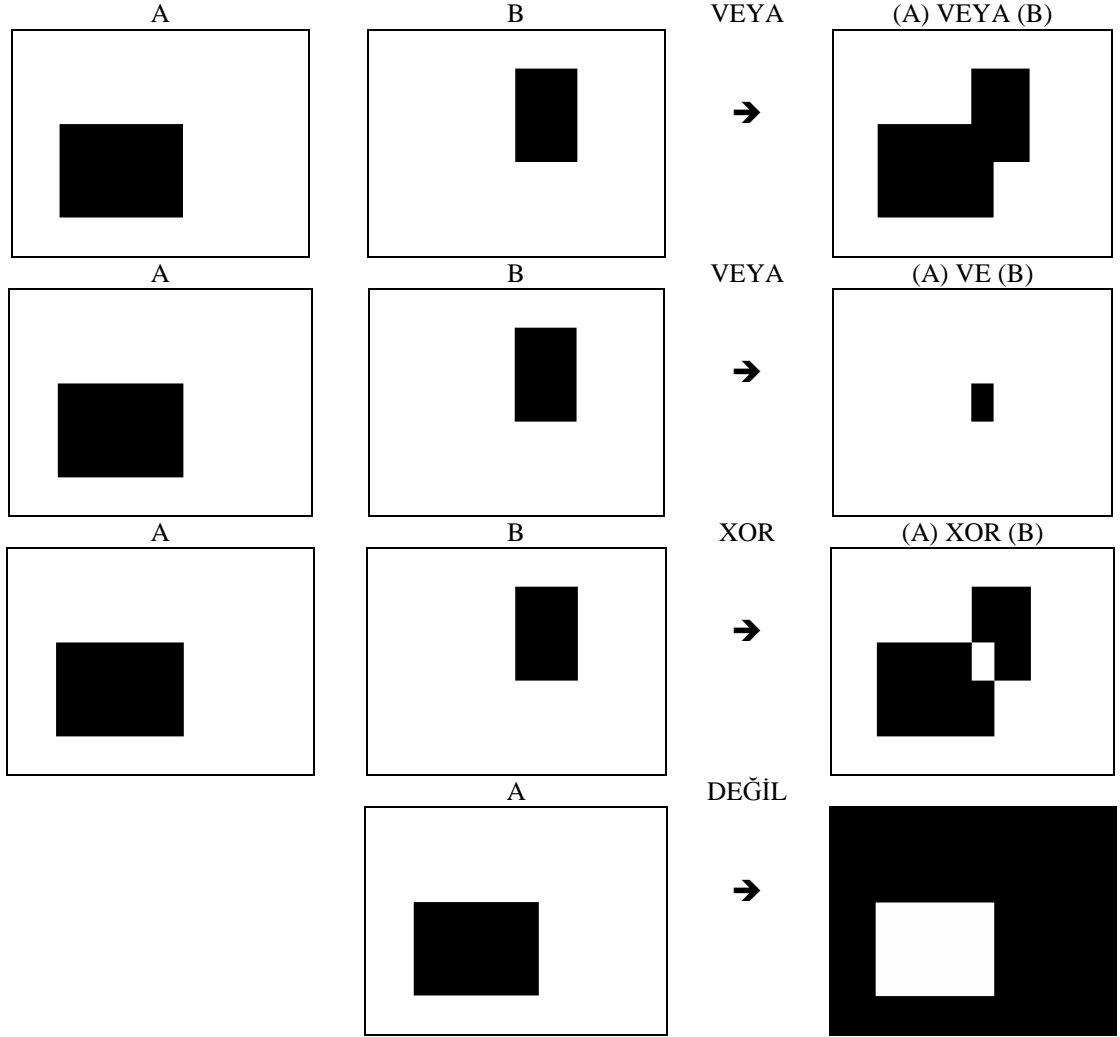 A B VEYA (A) VEYA (B)
➔
A B VEYA (A) VE (B)
➔
A B XOR (A) XOR (B)
➔
A DEĞİL
➔